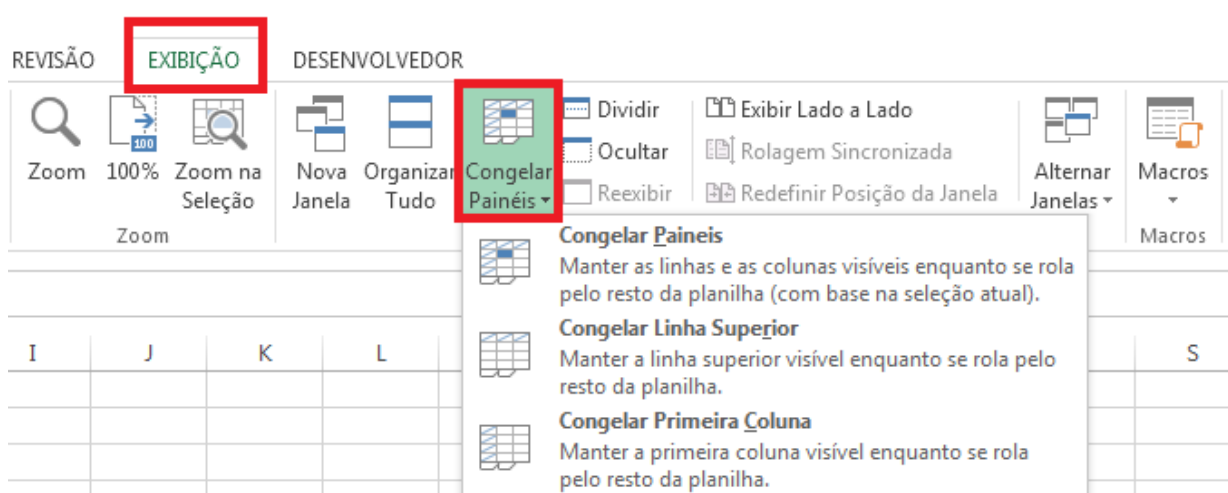 REVISÃO EXIBIÇÃO DESENVOLVEDOR
Zoom
100
100%
Zoom na
Seleção
Zoom
Nova
Janela
Organizar
Tudo
Congelar
Painéis
Dividir
Ocultar
Reexibir
Exibir Lado a Lado
Rolagem Sincronizada
Redefinir Posição da Janela
Alternar
Janelas
Macros
Macros
Congelar Paineis
Manter as linhas e as colunas visíveis enquanto se rola
pelo resto da planilha (com base na seleção atual).
Congelar Linha Superior
Manter a linha superior visível enquanto se rola pelo
resto da planilha.
Congelar Primeira Coluna
Manter a primeira coluna visível enquanto se rola
pelo resto da planilha.
I J K L S